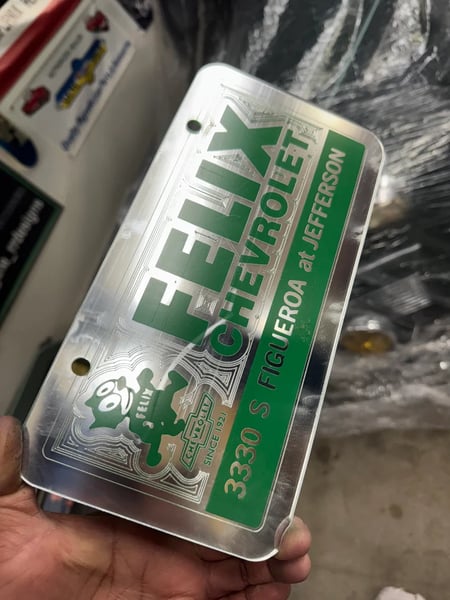 FELIX
CHEVROLET
3330 S FIGUEROA at JEFFERSON
FELIX
CHEVROLET
SINCE 1921